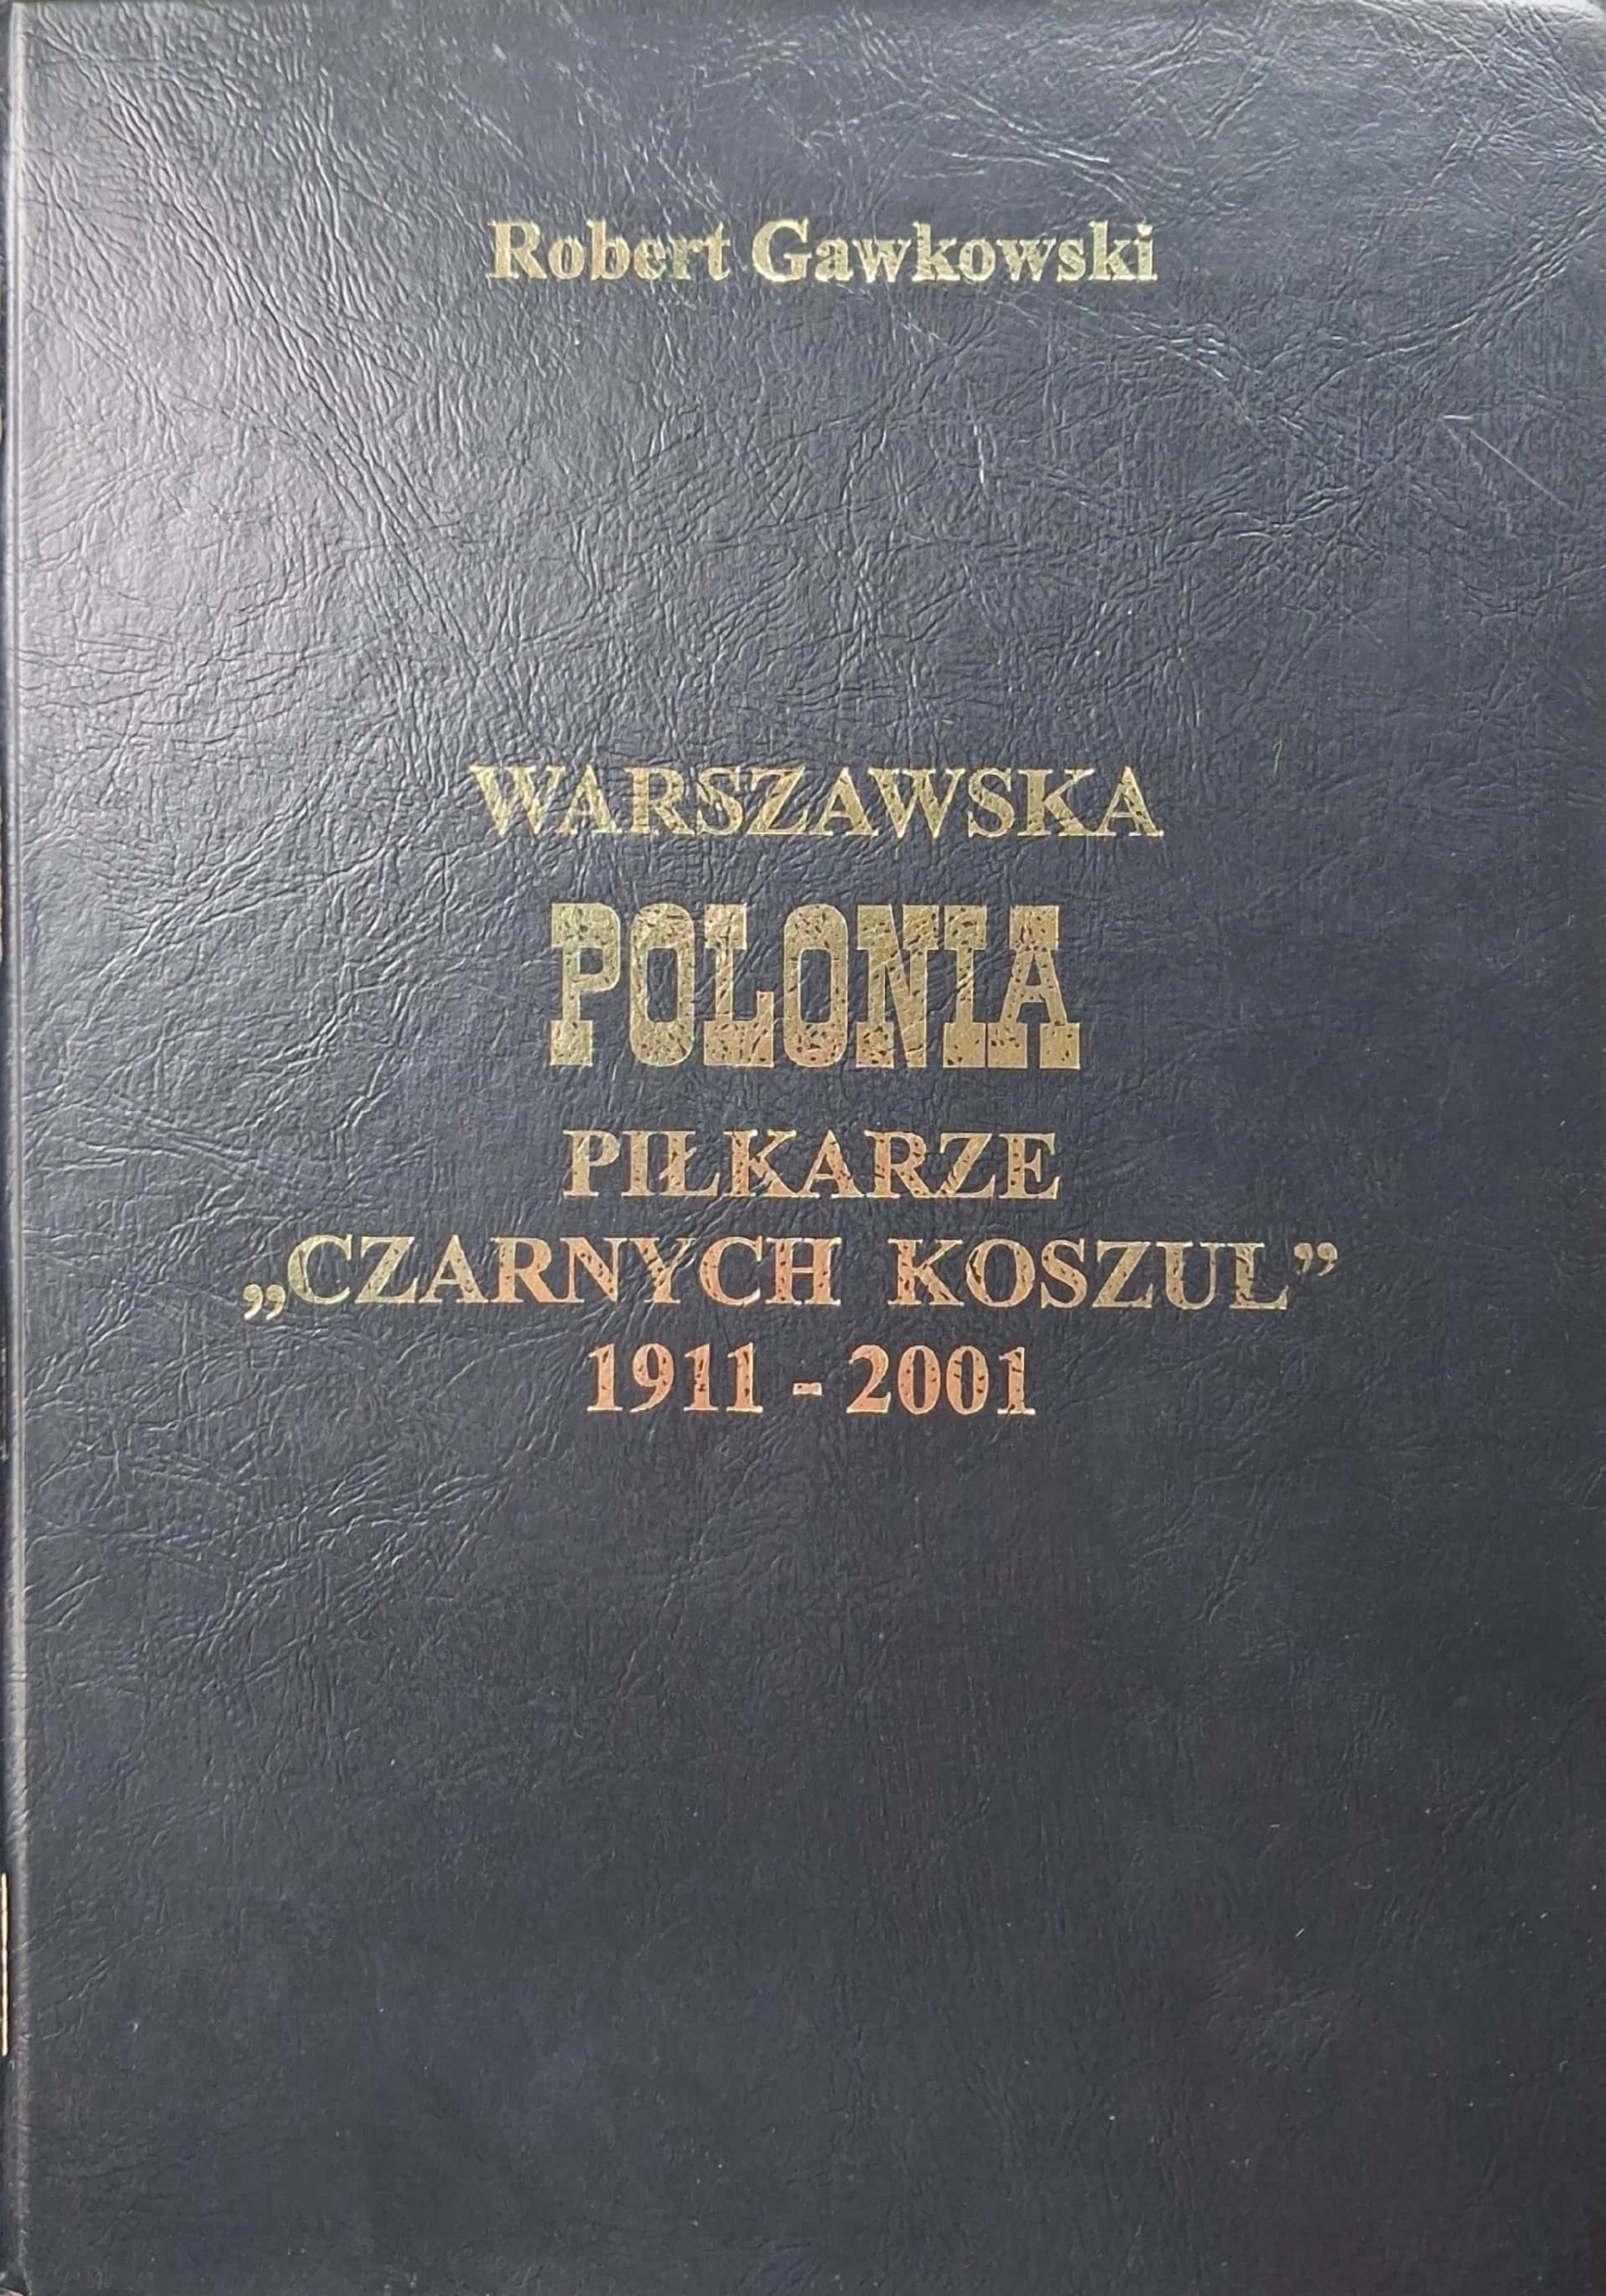 Robert Gawkowski
WARSZAWSKA
POLONIA
PIŁKARZE
„CZARNYCH KOSZUL”
1911 - 2001